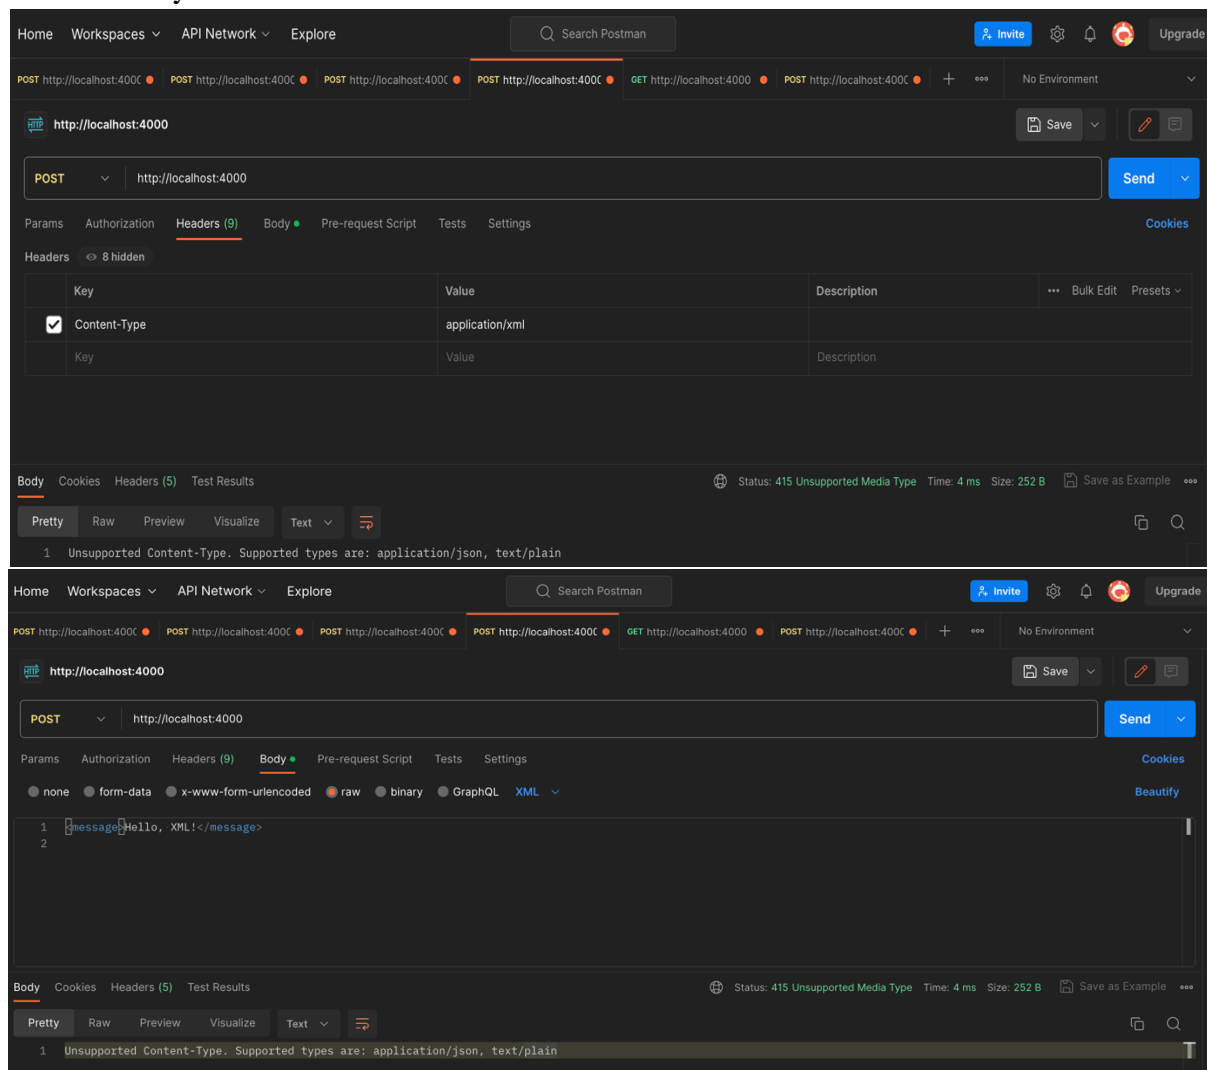 Home Workspaces API Network Explore Search Postman Invite Upgrade
POST http://localhost:400C POST http://localhost:400C POST http://localhost:400C POST http://localhost:400C GET http://localhost:4000 POST http://localhost:400C No Environment
HTTP http://localhost:4000 Save
POST http://localhost:4000 Send
Params Authorization Headers (9) Body Pre-request Script Tests Settings Cookies
Headers 8 hidden
Key Value Description Bulk Edit Presets
Content-Type application/xml
Key Value Description
Body Cookies Headers (5) Test Results Status: 415 Unsupported Media Type Time: 4 ms Size: 252 B Save as Example
Pretty Raw Preview Visualize Text
1 Unsupported Content-Type. Supported types are: application/json, text/plain
Home Workspaces API Network Explore Search Postman Invite Upgrade
POST http://localhost:400C POST http://localhost:400C POST http://localhost:400C POST http://localhost:400C GET http://localhost:4000 POST http://localhost:400C No Environment
HTTP http://localhost:4000 Save
POST http://localhost:4000 Send
Params Authorization Headers (9) Body Pre-request Script Tests Settings Cookies
none form-data x-www-form-urlencoded raw binary GraphQL XML Beautify
1 <message>Hello, XML!</message>
2
Body Cookies Headers (5) Test Results Status: 415 Unsupported Media Type Time: 4 ms Size: 252 B Save as Example
Pretty Raw Preview Visualize Text
1 Unsupported Content-Type. Supported types are: application/json, text/plain